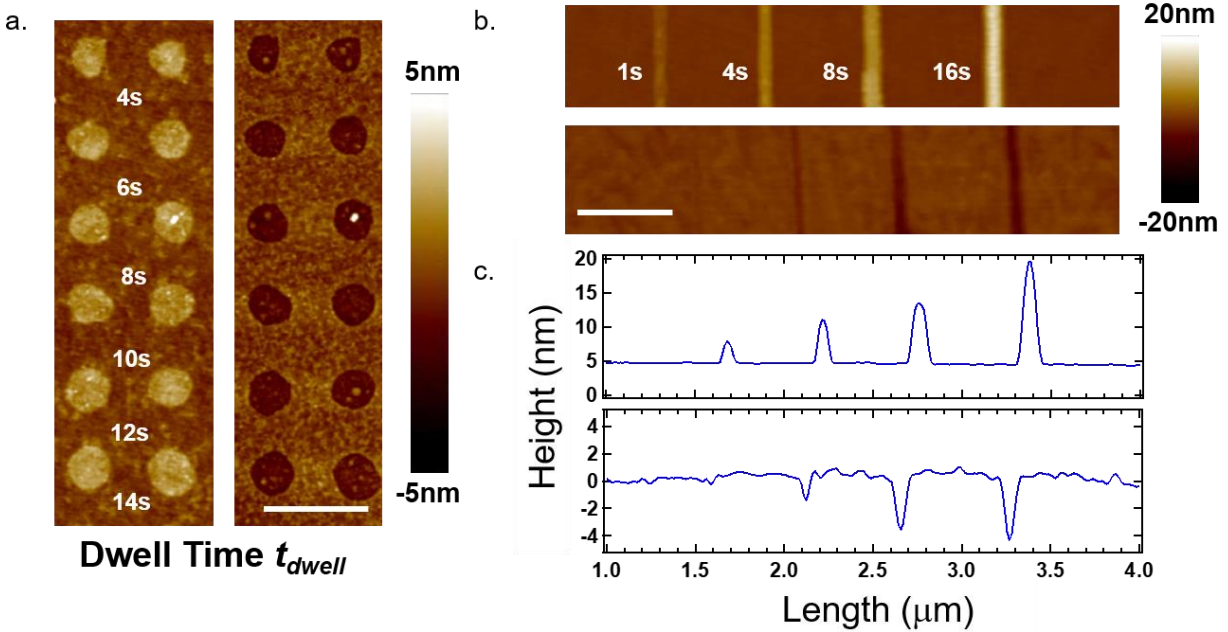 a.
4s
6s
8s
10s
12s
14s
5nm
-5nm
Dwell Time t_dwell
b.
1s 4s 8s 16s
20nm
-20nm
c.
Height (nm)
20
15
10
5
0
4
2
0
-2
-4
1.0 1.5 2.0 2.5 3.0 3.5 4.0
Length (μm)